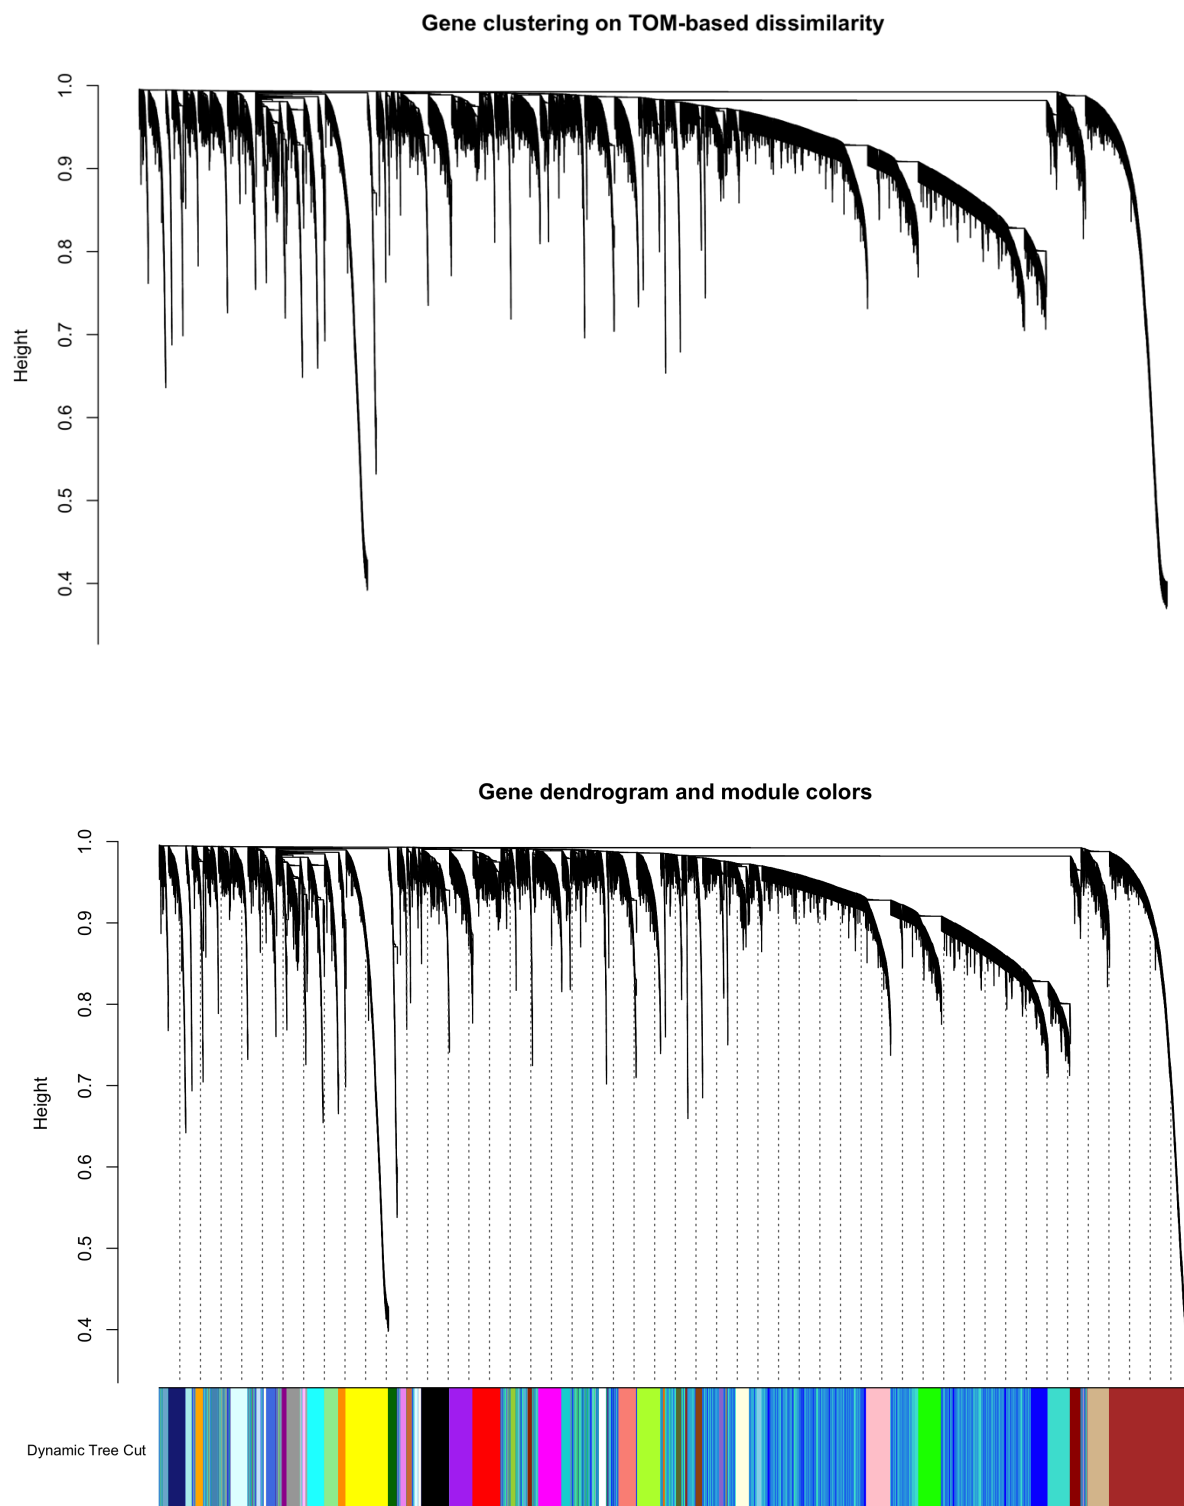 Gene clustering on TOM-based dissimilarity
1.0
0.9
0.8
0.7
0.6
0.5
0.4
Height
Gene dendrogram and module colors
1.0
0.9
0.8
0.7
0.6
0.5
0.4
Height
Dynamic Tree Cut